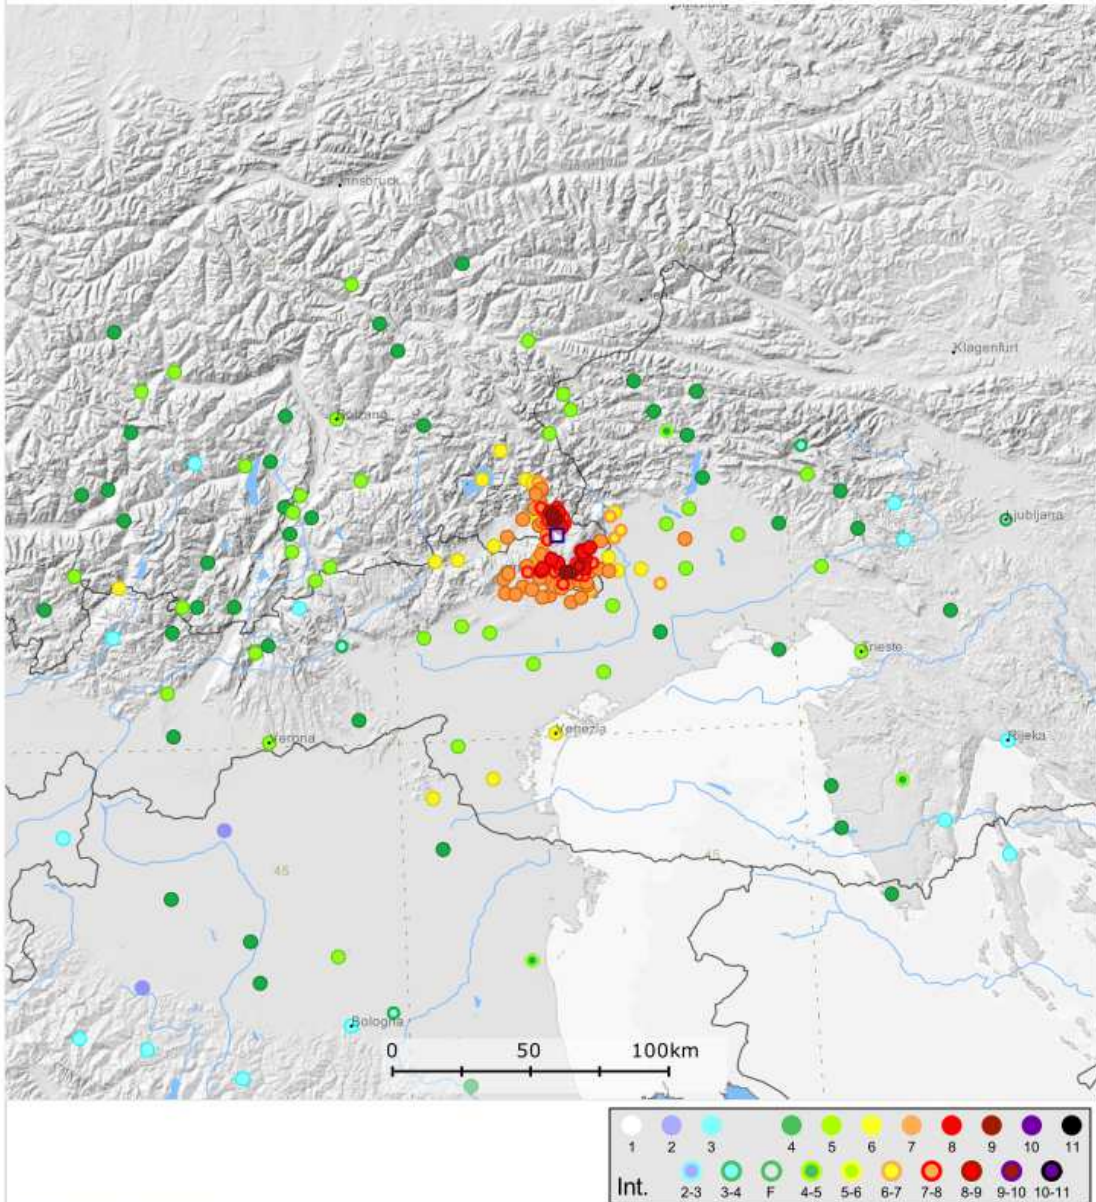 Innsbruck
Klagenfurt
Bolzano
Ljubljana
Trieste
Venezia
Verona
Rijeka
45
45
Bologna
0 50 100km
1 2 3 4 5 6 7 8 9 10 11
Int. 2-3 3-4 F 4-5 5-6 6-7 7-8 8-9 9-10 10-11